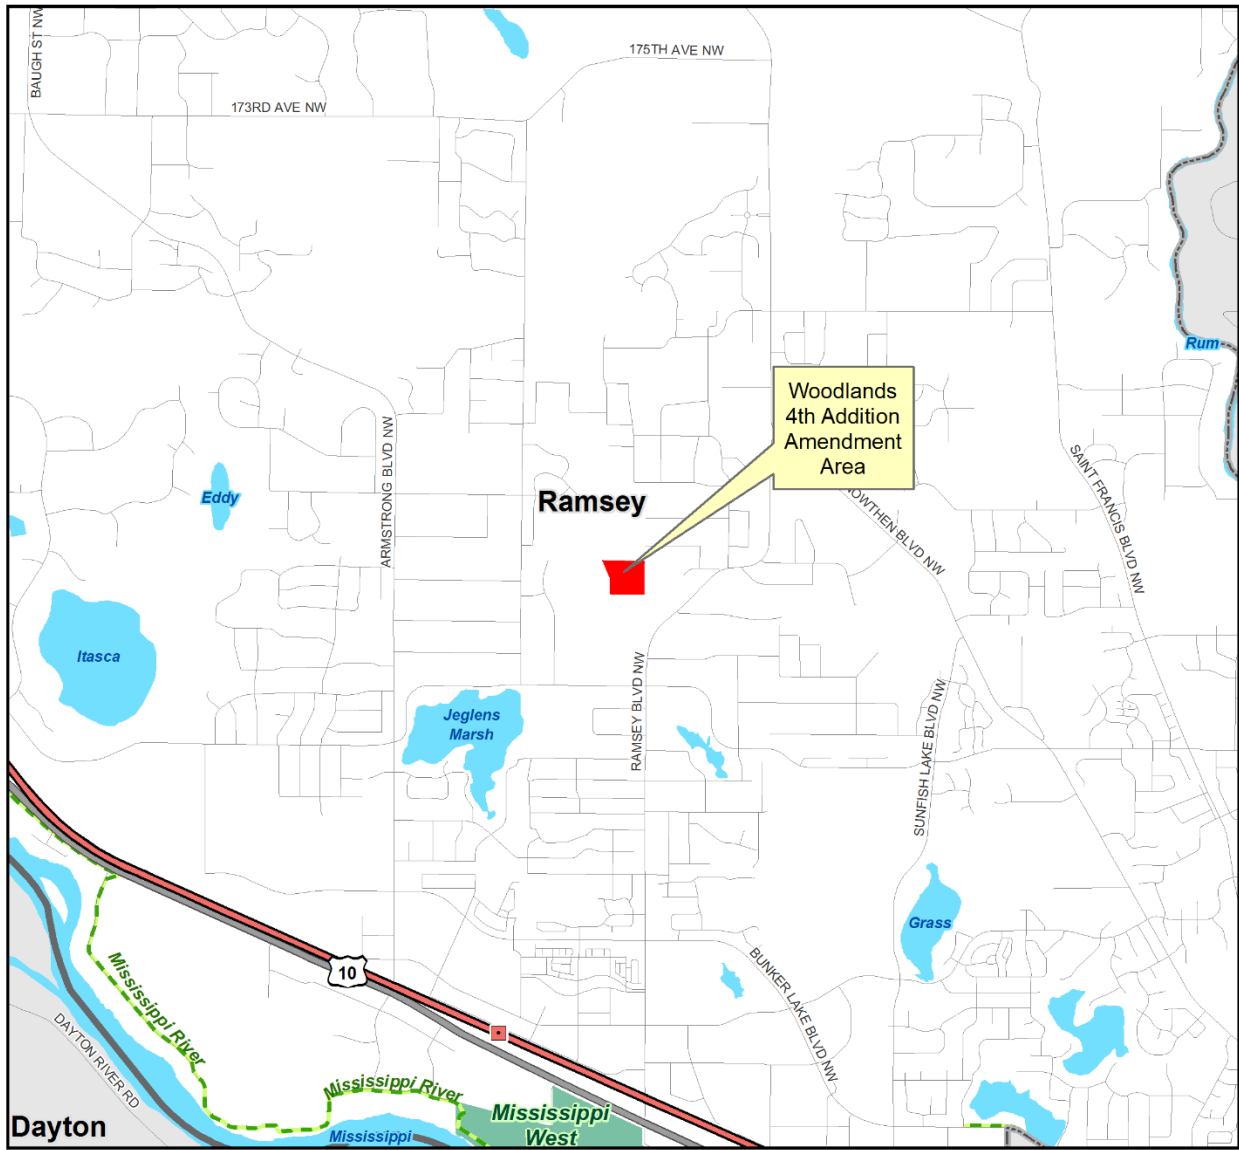 BAUGH ST NW
175TH AVE NW
173RD AVE NW
Rum
Woodlands
4th Addition
Amendment
Area
ARMSTRONG BLVD NW
Eddy
Ramsey
NOWTHEN BLVD NW
SAINT FRANCIS BLVD NW
Itasca
RAMSEY BLVD NW
Jeglens
Marsh
SUNFISH LAKE BLVD NW
Grass
10
BUNKER LAKE BLVD NW
Mississippi River
DAYTON RIVER RD
Mississippi River
Mississippi
West
Dayton
Mississippi